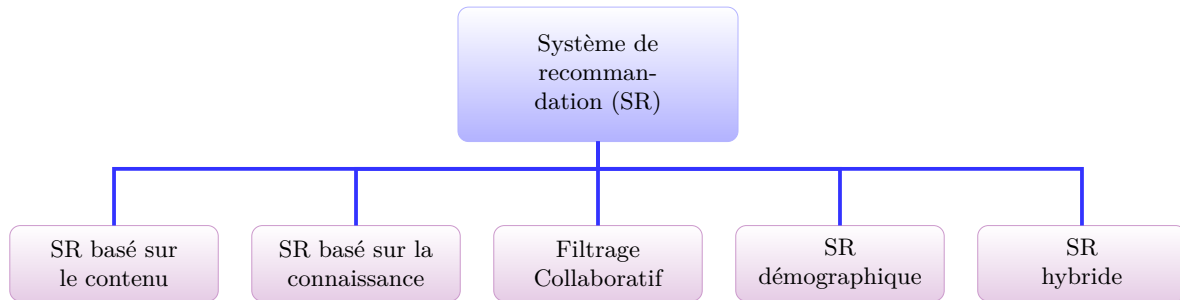 Système de
recomman-
dation (SR)
SR basé sur
le contenu
SR basé sur la
connaissance
Filtrage
Collaboratif
SR
démographique
SR
hybride